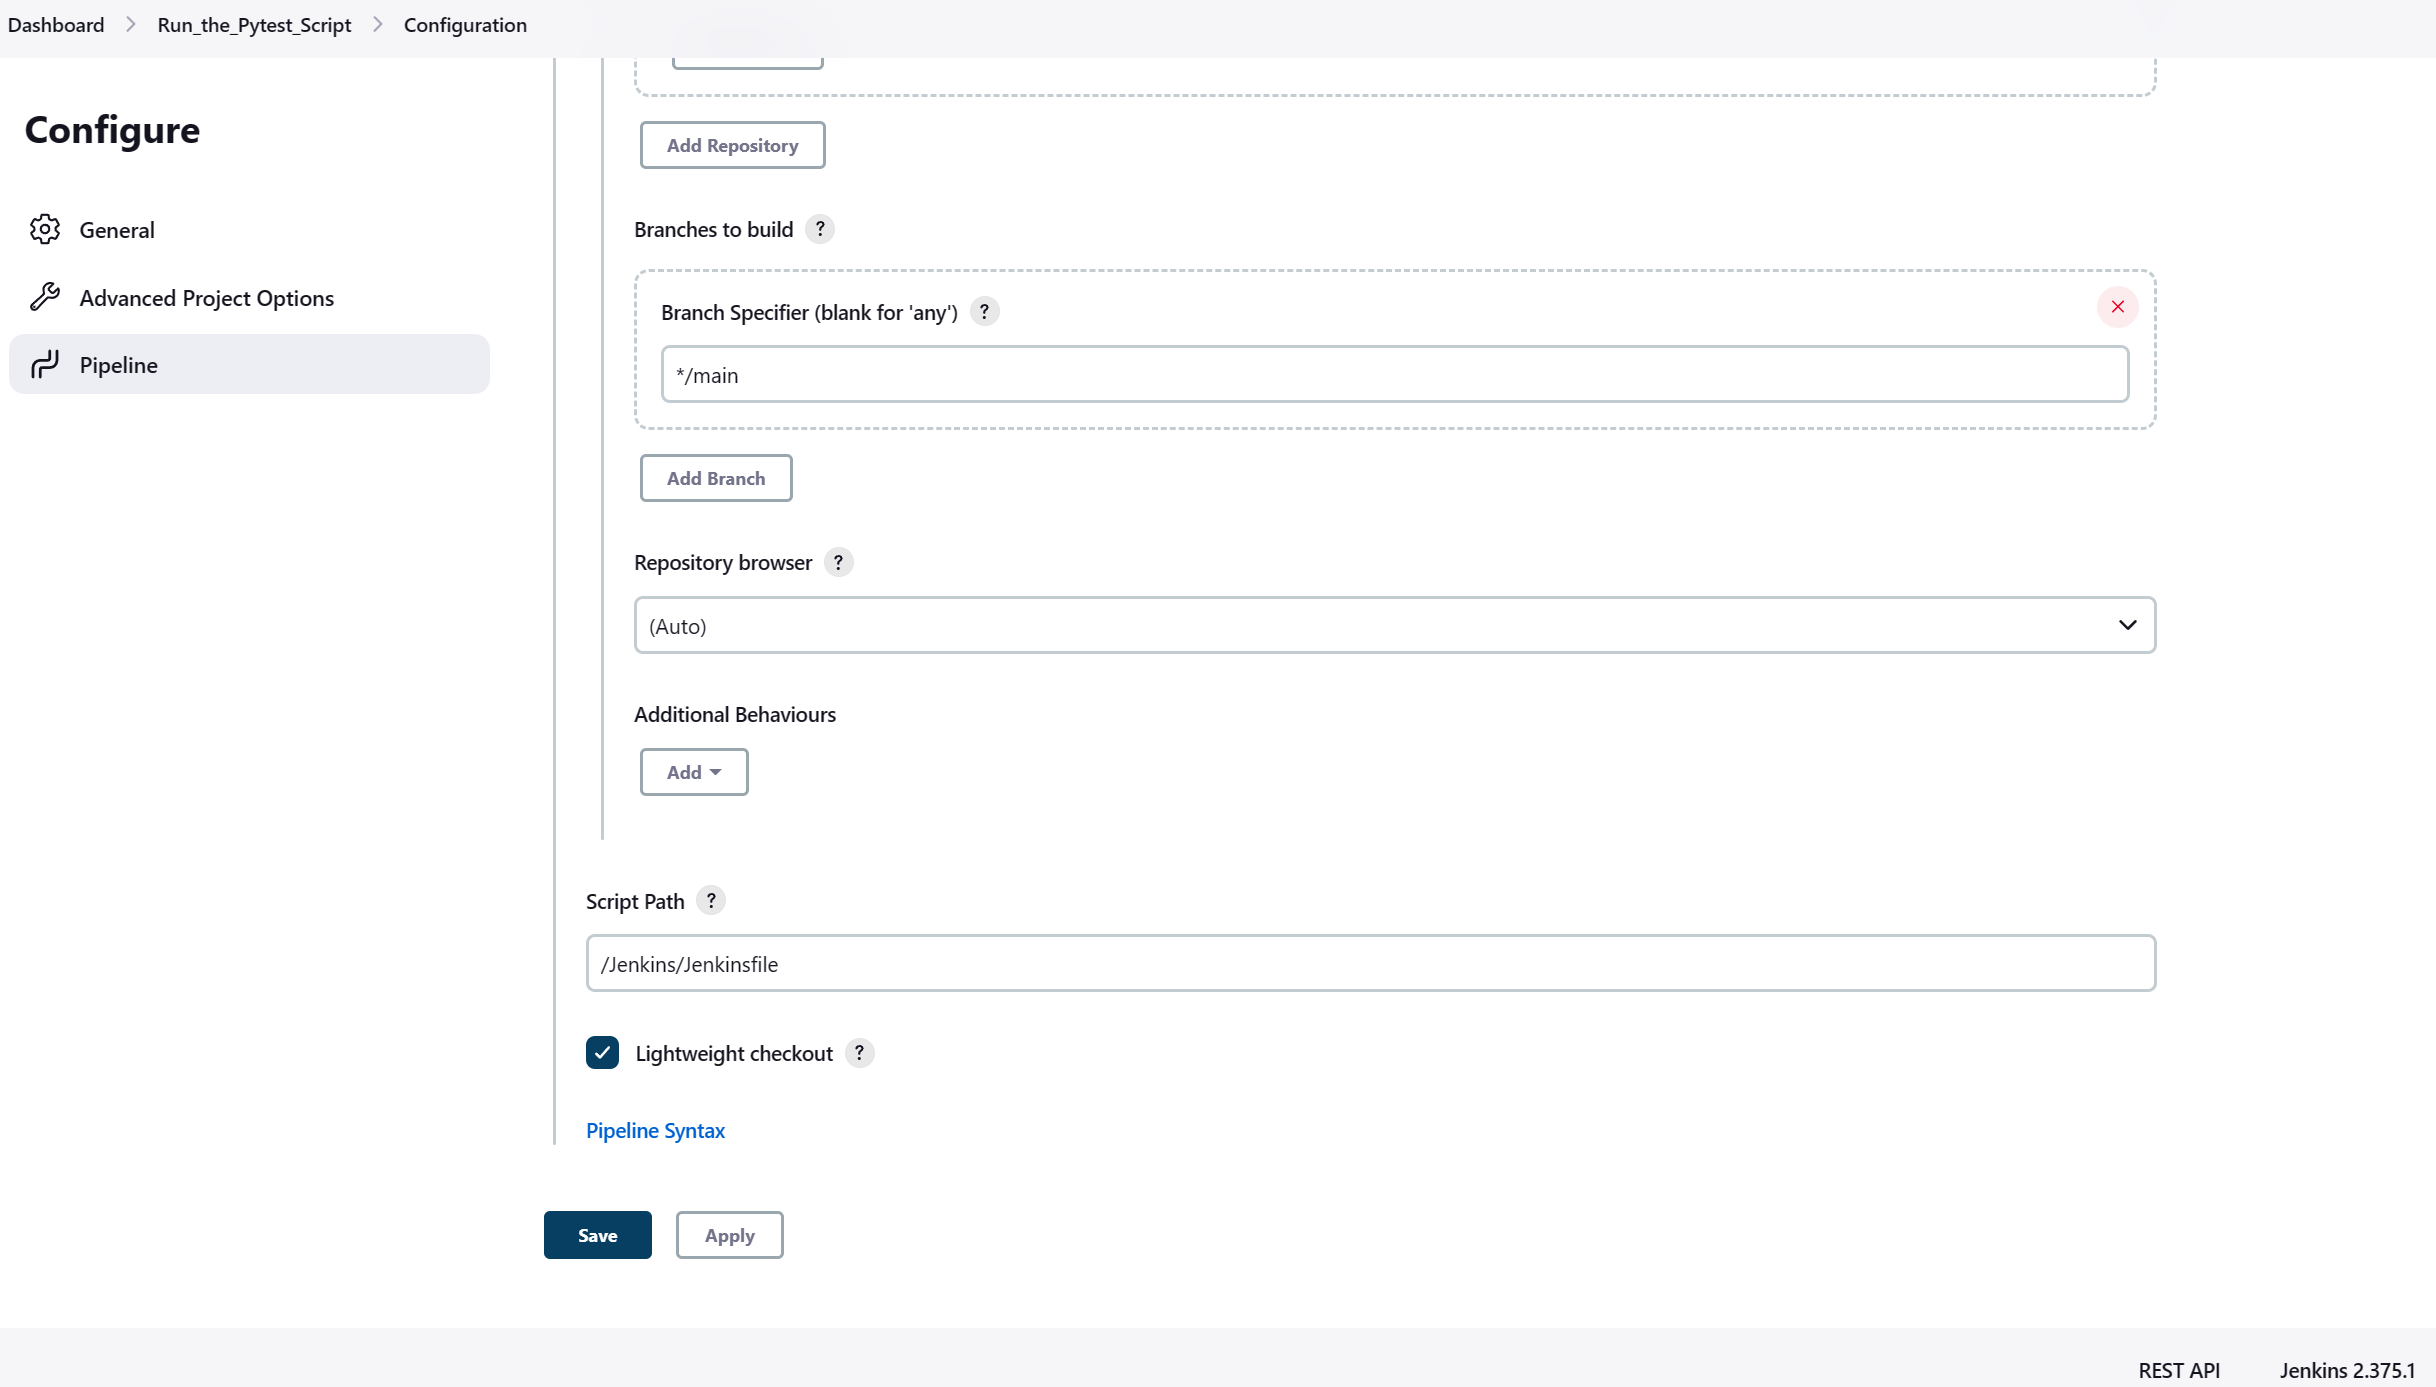 Dashboard > Run_the_Pytest_Script > Configuration
Configure
General
Advanced Project Options
Pipeline
Add Repository
Branches to build ?
Branch Specifier (blank for 'any') ?
*/main
Add Branch
Repository browser ?
(Auto)
Additional Behaviours
Add
Script Path ?
/Jenkins/Jenkinsfile
Lightweight checkout ?
Pipeline Syntax
Save Apply
REST API Jenkins 2.375.1